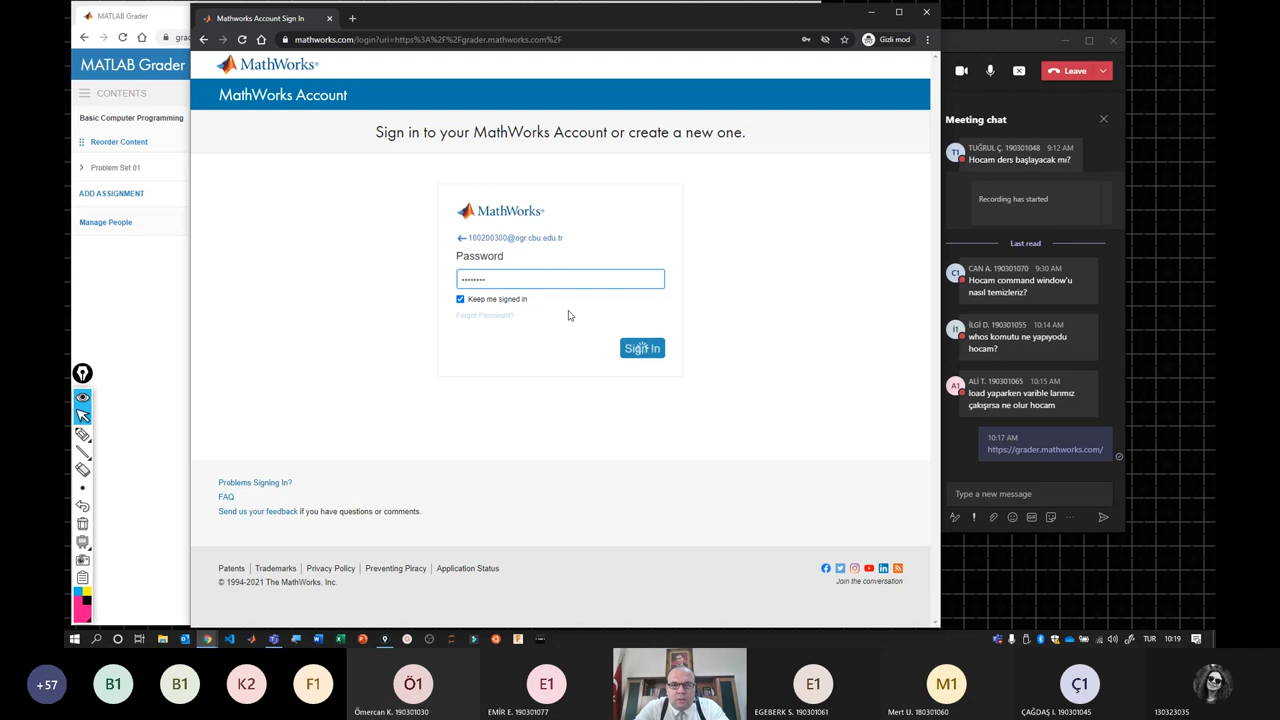 MATLAB Grader
Mathworks Account Sign In
mathworks.com/login?uri=https%3A%2F%2Fgrader.mathworks.com%2F
Gizli mod
grac
MATLAB Grader
CONTENTS
Basic Computer Programming
Reorder Content
Problem Set 01
ADD ASSIGNMENT
Manage People
MathWorks®
MathWorks Account
Sign in to your MathWorks Account or create a new one.
MathWorks®
100200300@ogr.cbu.edu.tr
Password
Keep me signed in
Forgot Password?
Sign In
Problems Signing In?
FAQ
Send us your feedback if you have questions or comments.
Patents
Trademarks
Privacy Policy
Preventing Piracy
Application Status
© 1994-2021 The MathWorks, Inc.
Join the conversation
Leave
Meeting chat
T1
TUĞRUL Ç. 190301048 9:12 AM
Hocam ders başlayacak mı?
Recording has started
Last read
C1
CAN A. 190301070 9:30 AM
Hocam command window'u
nasıl temizleriz?
İ1
İLGİ D. 190301055 10:14 AM
whos komutu ne yapıyodu
hocam?
A1
ALİ T. 190301065 10:15 AM
load yaparken varible larımız
çakışırsa ne olur hocam
10:17 AM
https://grader.mathworks.com/
Type a new message
GIF
TUR
10:19
+57
B1
B1
K2
F1
Ö1
Ömercan K. 190301030
E1
EMİR E. 190301077
E1
EGEBERK S. 190301061
M1
Mert U. 180301060
Ç1
ÇAĞDAŞ I. 190301045
130323035